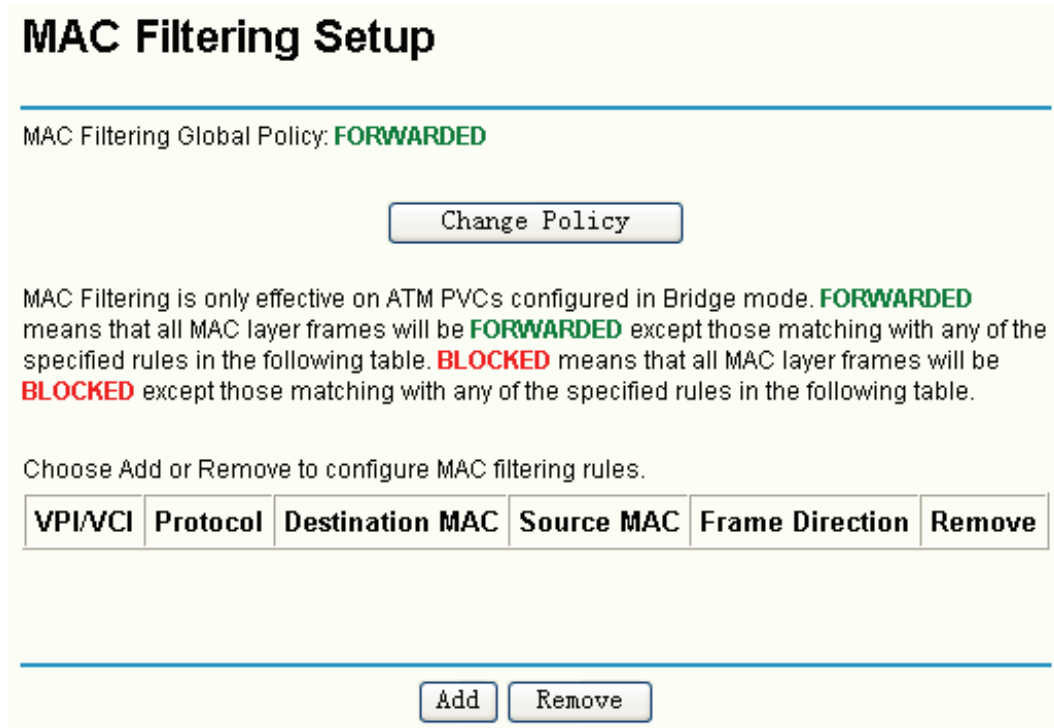 MAC Filtering Setup
MAC Filtering Global Policy: FORWARDED
Change Policy
MAC Filtering is only effective on ATM PVCs configured in Bridge mode. FORWARDED
means that all MAC layer frames will be FORWARDED except those matching with any of the
specified rules in the following table. BLOCKED means that all MAC layer frames will be
BLOCKED except those matching with any of the specified rules in the following table.
Choose Add or Remove to configure MAC filtering rules.
VPI/VCI Protocol Destination MAC Source MAC Frame Direction Remove
Add Remove